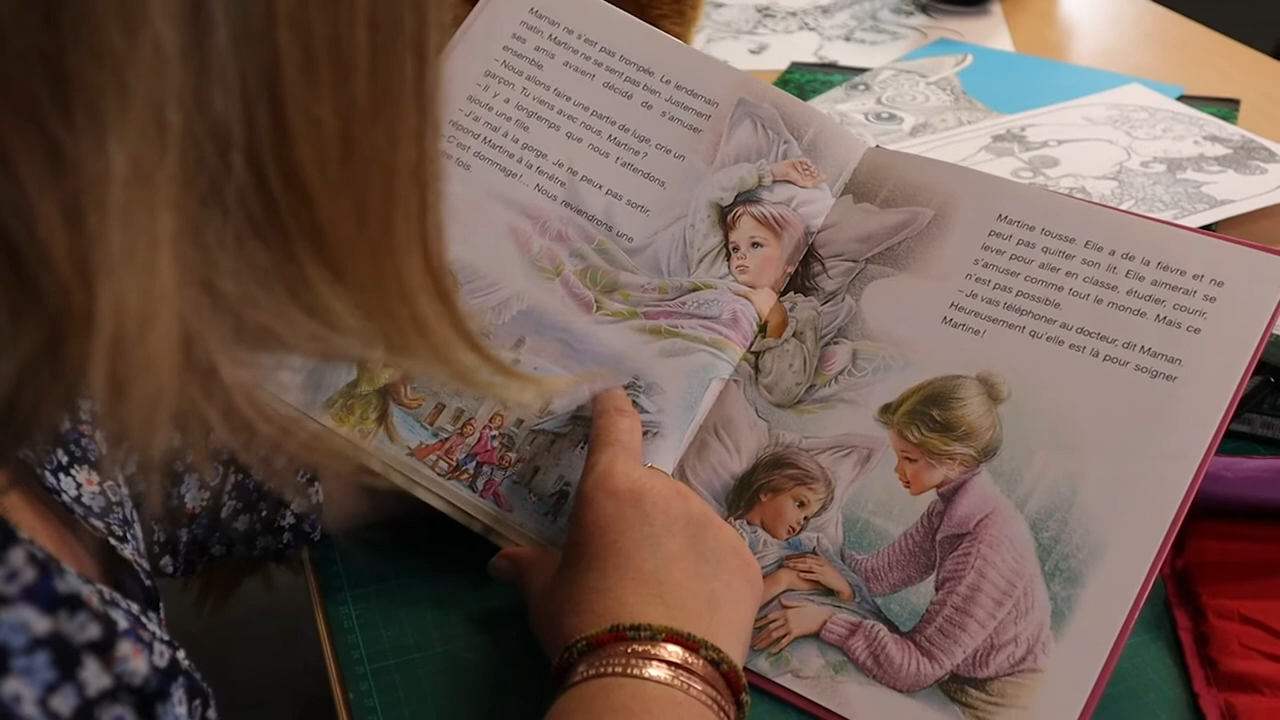 Maman ne s'est pas trompée. Le lendemain
matin, Martine ne se sent pas bien. Justement
ses amis avaient décidé de s'amuser
ensemble.
– Nous allons faire une partie de luge, crie un
garçon. Tu viens avec nous, Martine ?
– Il y a longtemps que nous t'attendons,
ajoute une fille.
– J'ai mal à la gorge. Je ne peux pas sortir,
répond Martine à la fenêtre.
– C'est dommage!... Nous reviendrons une
fois.
Martine tousse. Elle a de la fièvre et ne
peut pas quitter son lit. Elle aimerait se
lever pour aller en classe, étudier, courir,
s'amuser comme tout le monde. Mais ce
n'est pas possible.
– Je vais téléphoner au docteur, dit Maman.
Heureusement qu'elle est là pour soigner
Martine !